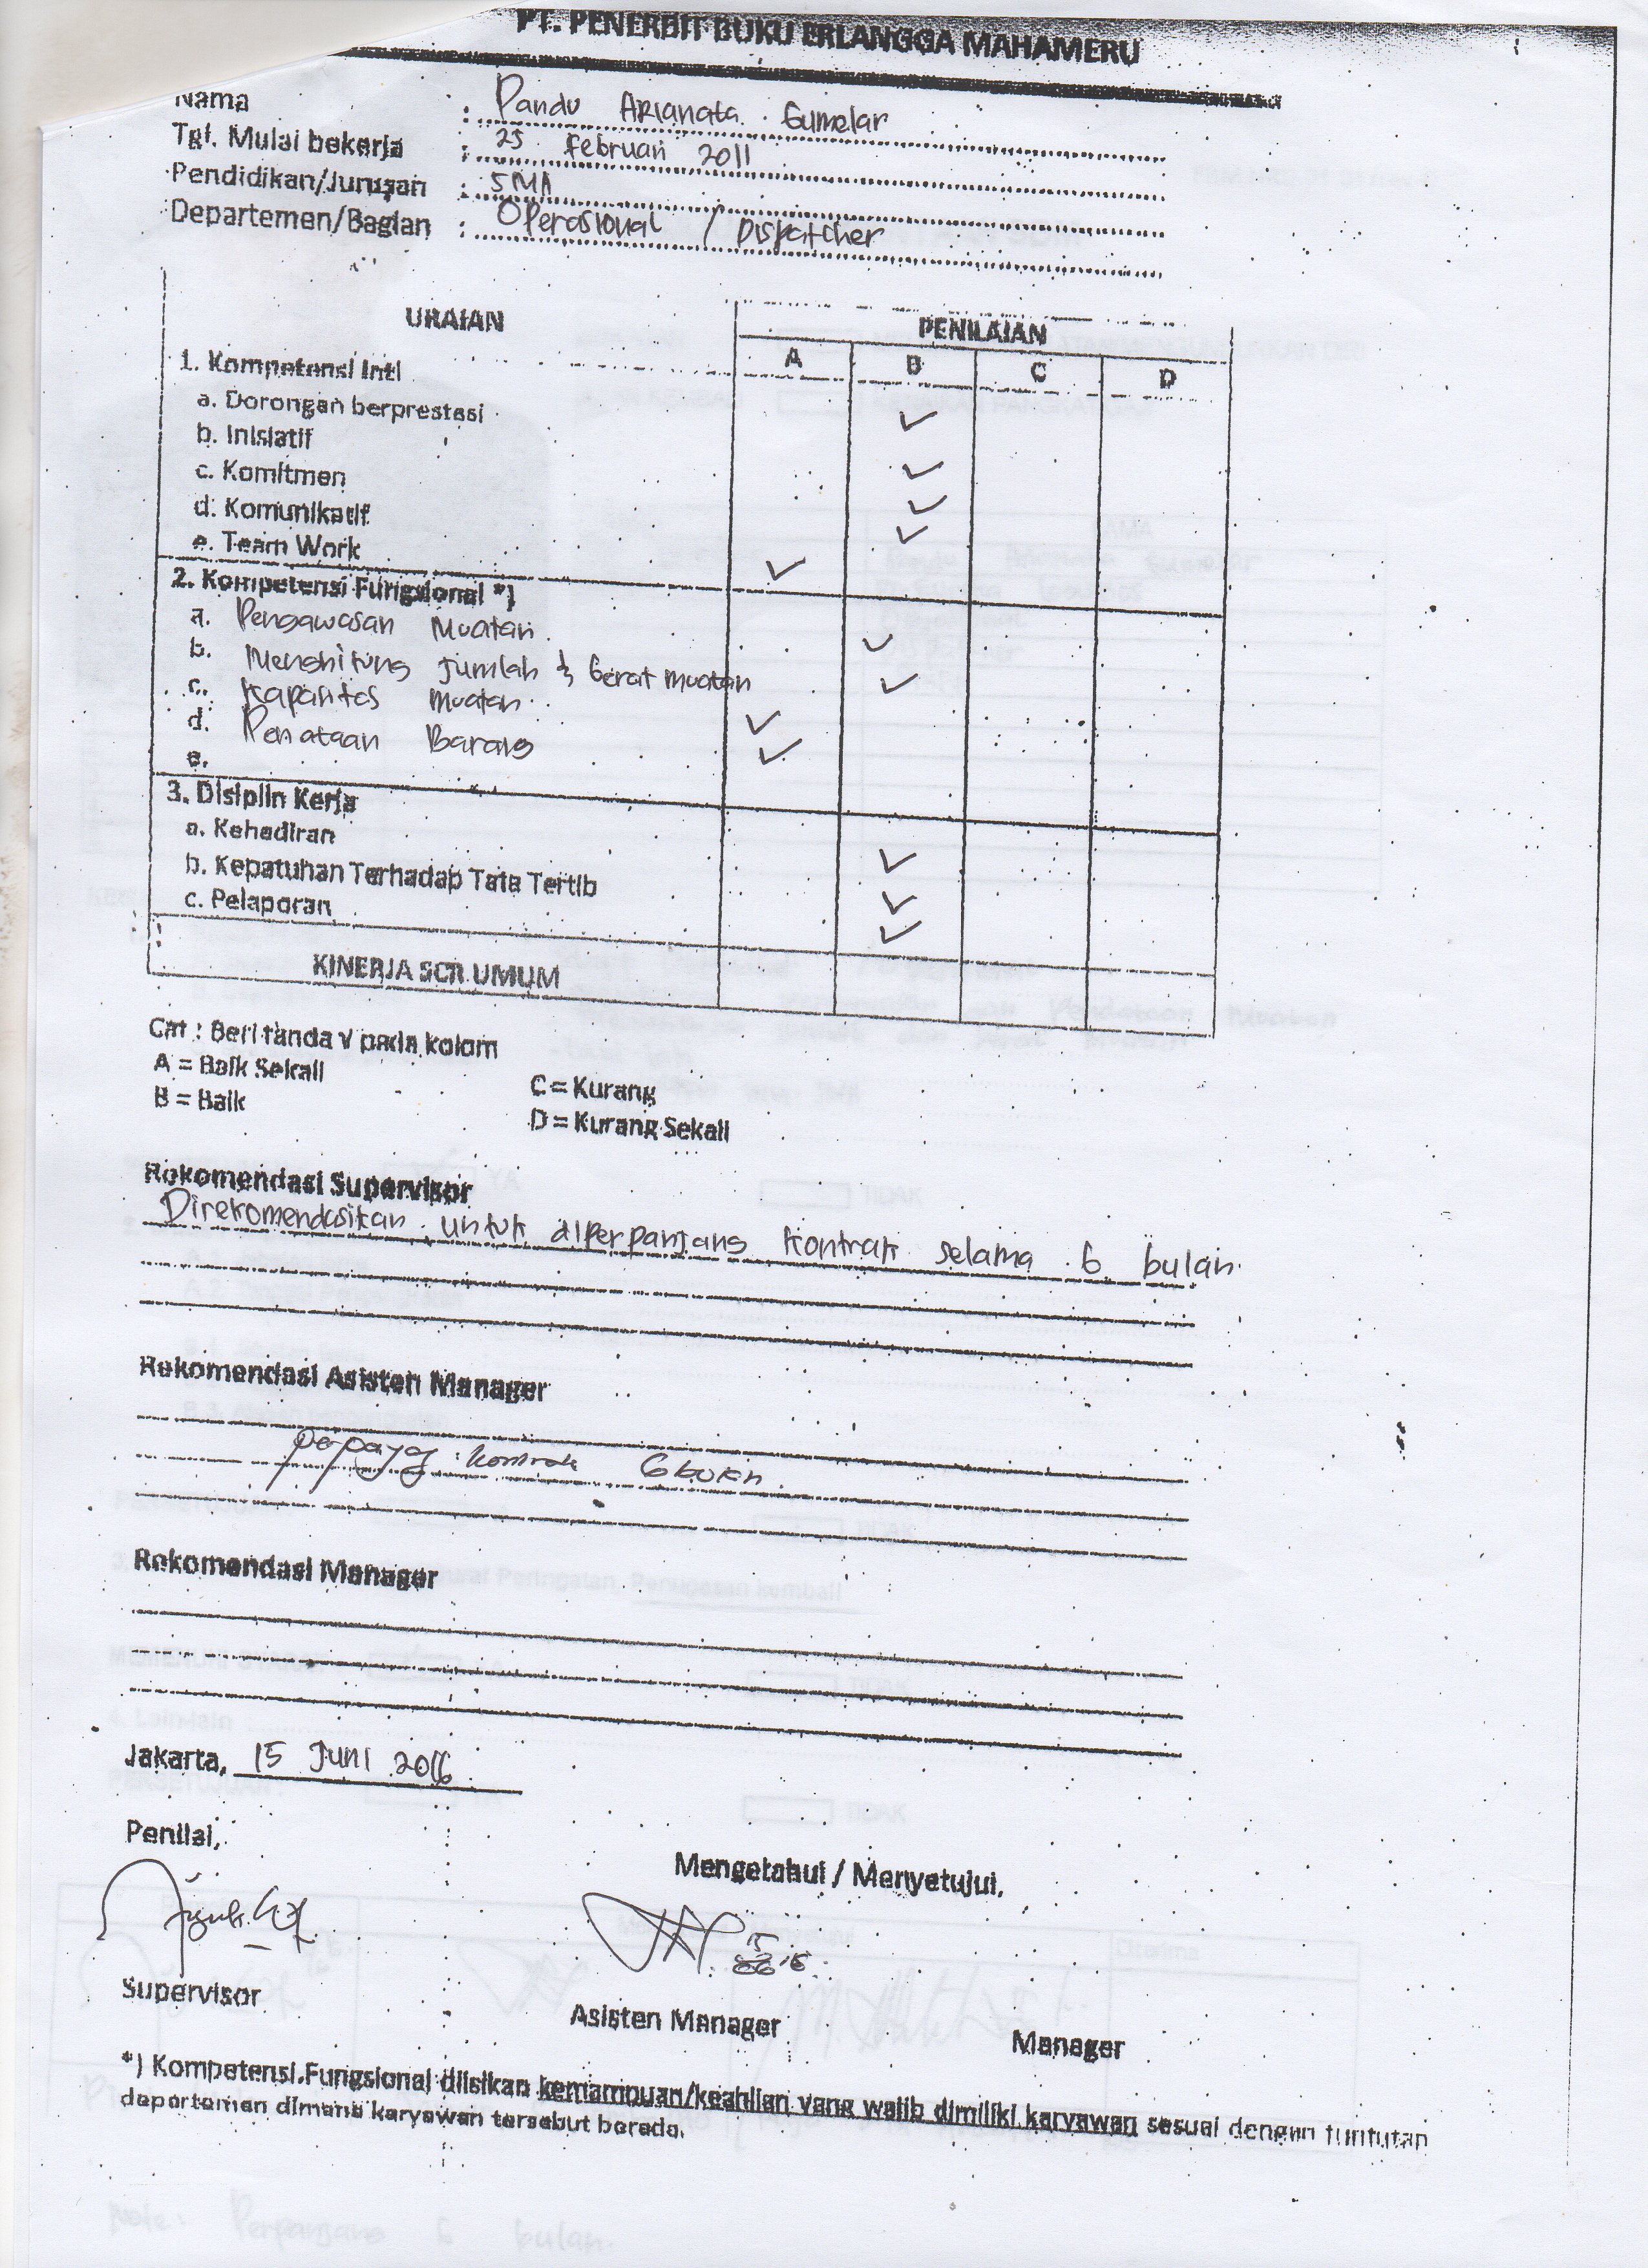 PT. PENERBIT BUKU ERLANGGA MAHAMERU
Nama : Pandu Arianata Gumelar
Tgl. Mulai bekerja : 25 Februari 2011
Pendidikan/Jurusan : SMA
Departemen/Bagian : Operasional / Dispatcher
URAIAN PENILAIAN
A B C D
1. Kompetensi Inti
a. Dorongan berprestasi ✓
b. Inisiatif ✓
c. Komitmen ✓
d. Komunikatif ✓
e. Team Work ✓
2. Kompetensi Fungsional *)
a. Pengawasan Muatan ✓
b. Menghitung Jumlah & berat muatan ✓
c. Kapasitas muatan ✓
d. Penataan Barang ✓
e.
3. Disiplin Kerja
a. Kehadiran ✓
b. Kepatuhan Terhadap Tata Tertib ✓
c. Pelaporan ✓
KINERJA SCR UMUM
Cat : Beri tanda V pada kolom
A = Baik Sekali C = Kurang
B = Baik D = Kurang Sekali
Rekomendasi Supervisor
Direkomendasikan untuk diperpanjang kontrak selama 6 bulan.
Rekomendasi Asisten Manager
kontrak 6 bulan.
Rekomendasi Manager
Jakarta, 15 Juni 2016
Penilai,
Mengetahui / Menyetujui,
15/06 '16
Supervisor Asisten Manager Manager
*) Kompetensi Fungsional diisikan kemampuan/keahlian yang wajib dimiliki karyawan sesuai dengan tuntutan
departemen dimana karyawan tersebut berada.